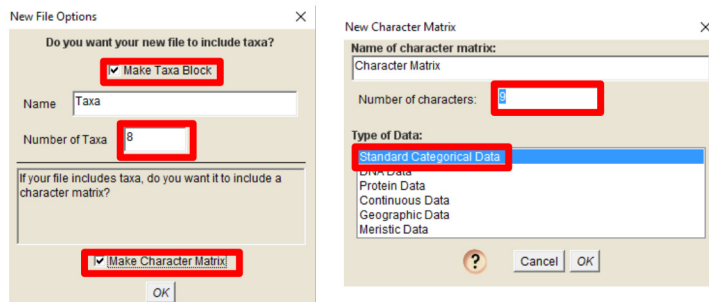 New File Options
Do you want your new file to include taxa?
Make Taxa Block
Name Taxa
Number of Taxa 8
If your file includes taxa, do you want it to include a
character matrix?
Make Character Matrix
OK
New Character Matrix
Name of character matrix:
Character Matrix
Number of characters: 9
Type of Data:
Standard Categorical Data
DNA Data
Protein Data
Continuous Data
Geographic Data
Meristic Data
? Cancel OK